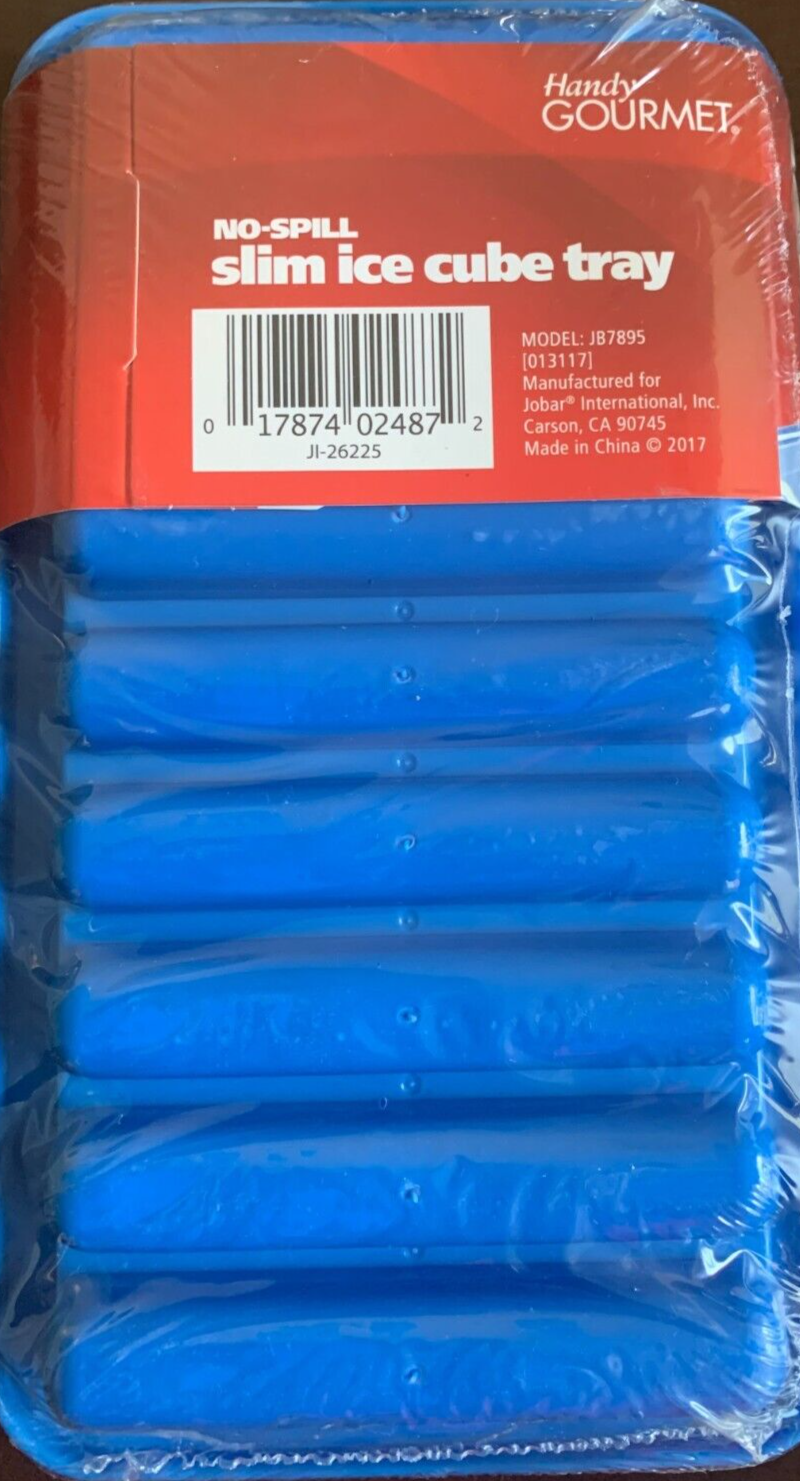 Handy
GOURMET®
NO-SPILL
slim ice cube tray
0 17874 02487 2
JI-26225
MODEL: JB7895
[013117]
Manufactured for
Jobar® International, Inc.
Carson, CA 90745
Made in China © 2017